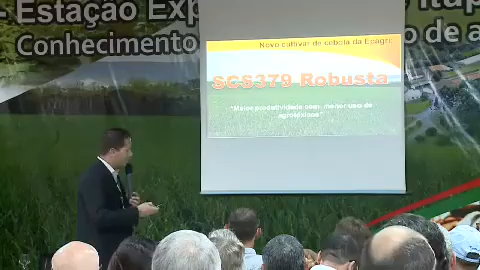 - Estação Exp
Itap
Conhecimento
o de a
Novo cultivar de cebola da Epagri
SCS379 Robusta
"Maior produtividade com menor uso de
agrotóxicos"